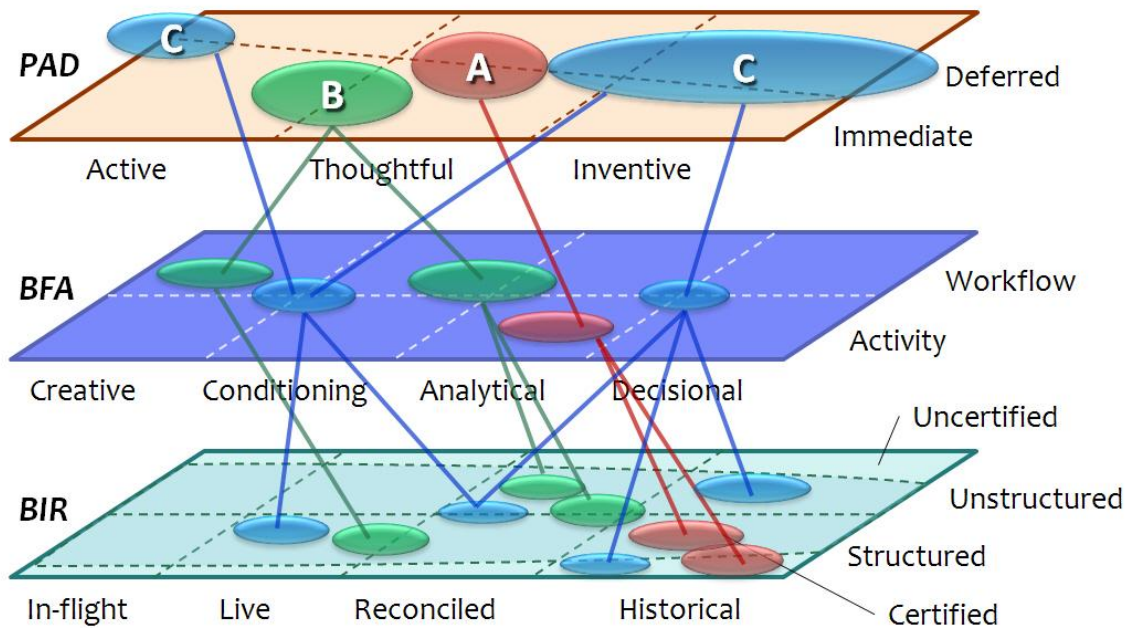 PAD
C
B
A
C
Deferred
Immediate
Active
Thoughtful
Inventive
BFA
Workflow
Activity
Creative
Conditioning
Analytical
Decisional
Uncertified
BIR
Unstructured
Structured
Certified
In-flight
Live
Reconciled
Historical